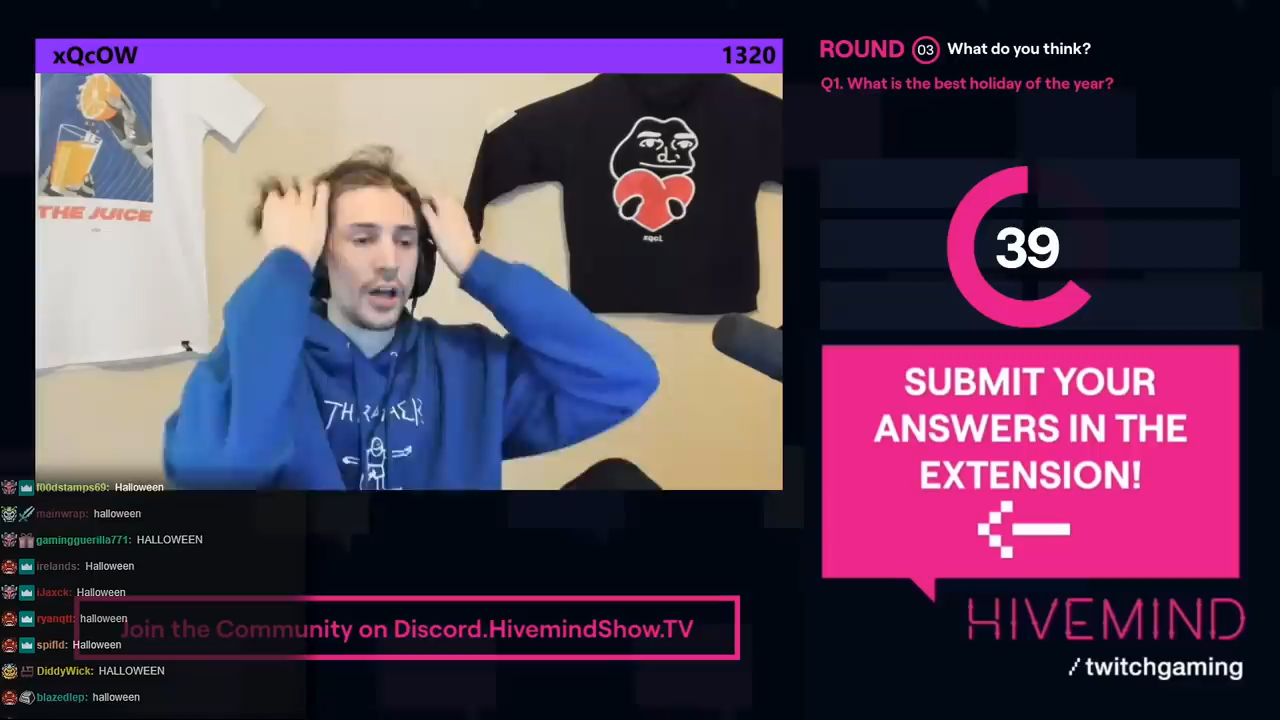 xQcOW
1320
THE JUICE
xqcL
THRASHER
ROUND 03 What do you think?
Q1. What is the best holiday of the year?
39
SUBMIT YOUR
ANSWERS IN THE
EXTENSION!
HIVEMIND
/twitchgaming
f00dstamps69: Halloween
mainwrap: halloween
gamingguerilla771: HALLOWEEN
irelands: Halloween
iJaxck: Halloween
ryanqtt: halloween
spifld: Halloween
DiddyWick: HALLOWEEN
blazedlep: halloween
Join the Community on Discord.HivemindShow.TV